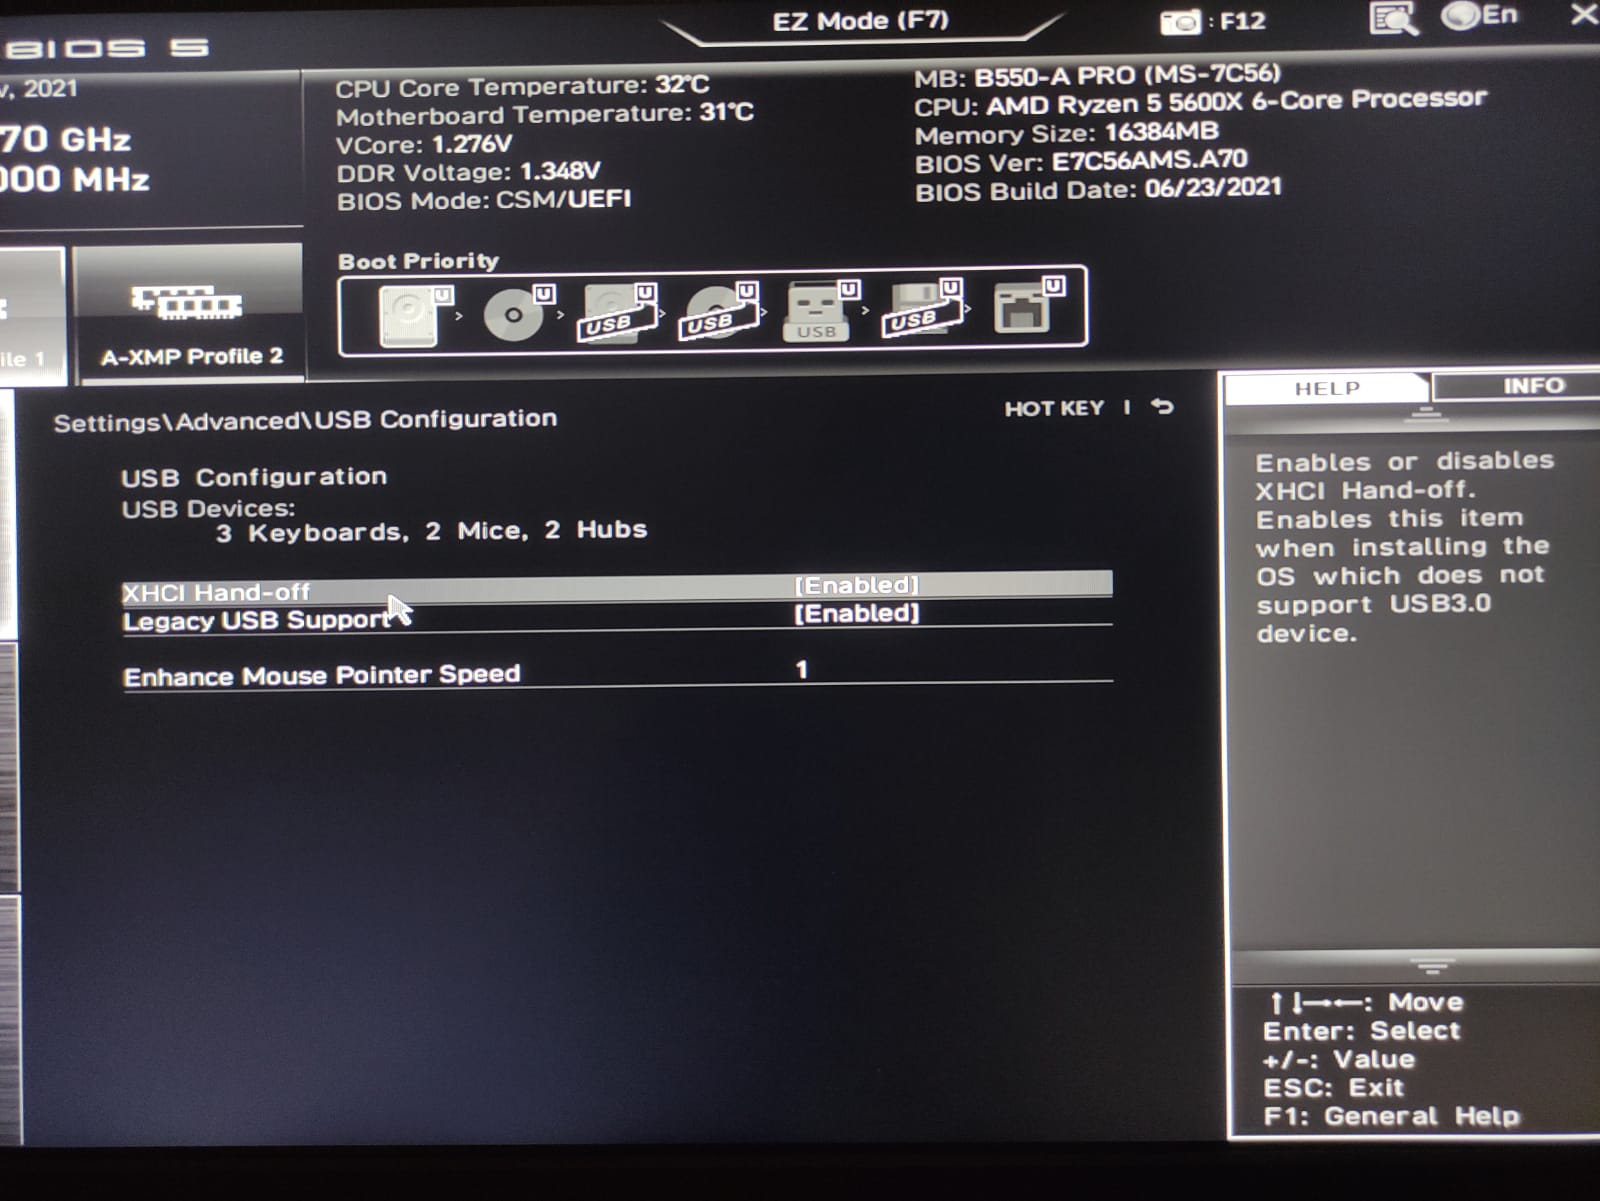 BIOS 5
EZ Mode (F7)
: F12
En
X
, 2021
70 GHz
000 MHz
CPU Core Temperature: 32°C
Motherboard Temperature: 31°C
VCore: 1.276V
DDR Voltage: 1.348V
BIOS Mode: CSM/UEFI
MB: B550-A PRO (MS-7C56)
CPU: AMD Ryzen 5 5600X 6-Core Processor
Memory Size: 16384MB
BIOS Ver: E7C56AMS.A70
BIOS Build Date: 06/23/2021
Boot Priority
U U U U U U U
USB USB USB USB
ile 1
A-XMP Profile 2
Settings\Advanced\USB Configuration
HOT KEY |
USB Configuration
USB Devices:
3 Keyboards, 2 Mice, 2 Hubs
XHCI Hand-off [Enabled]
Legacy USB Support [Enabled]
Enhance Mouse Pointer Speed 1
HELP
INFO
Enables or disables
XHCI Hand-off.
Enables this item
when installing the
OS which does not
support USB3.0
device.
↑↓→←: Move
Enter: Select
+/-: Value
ESC: Exit
F1: General Help